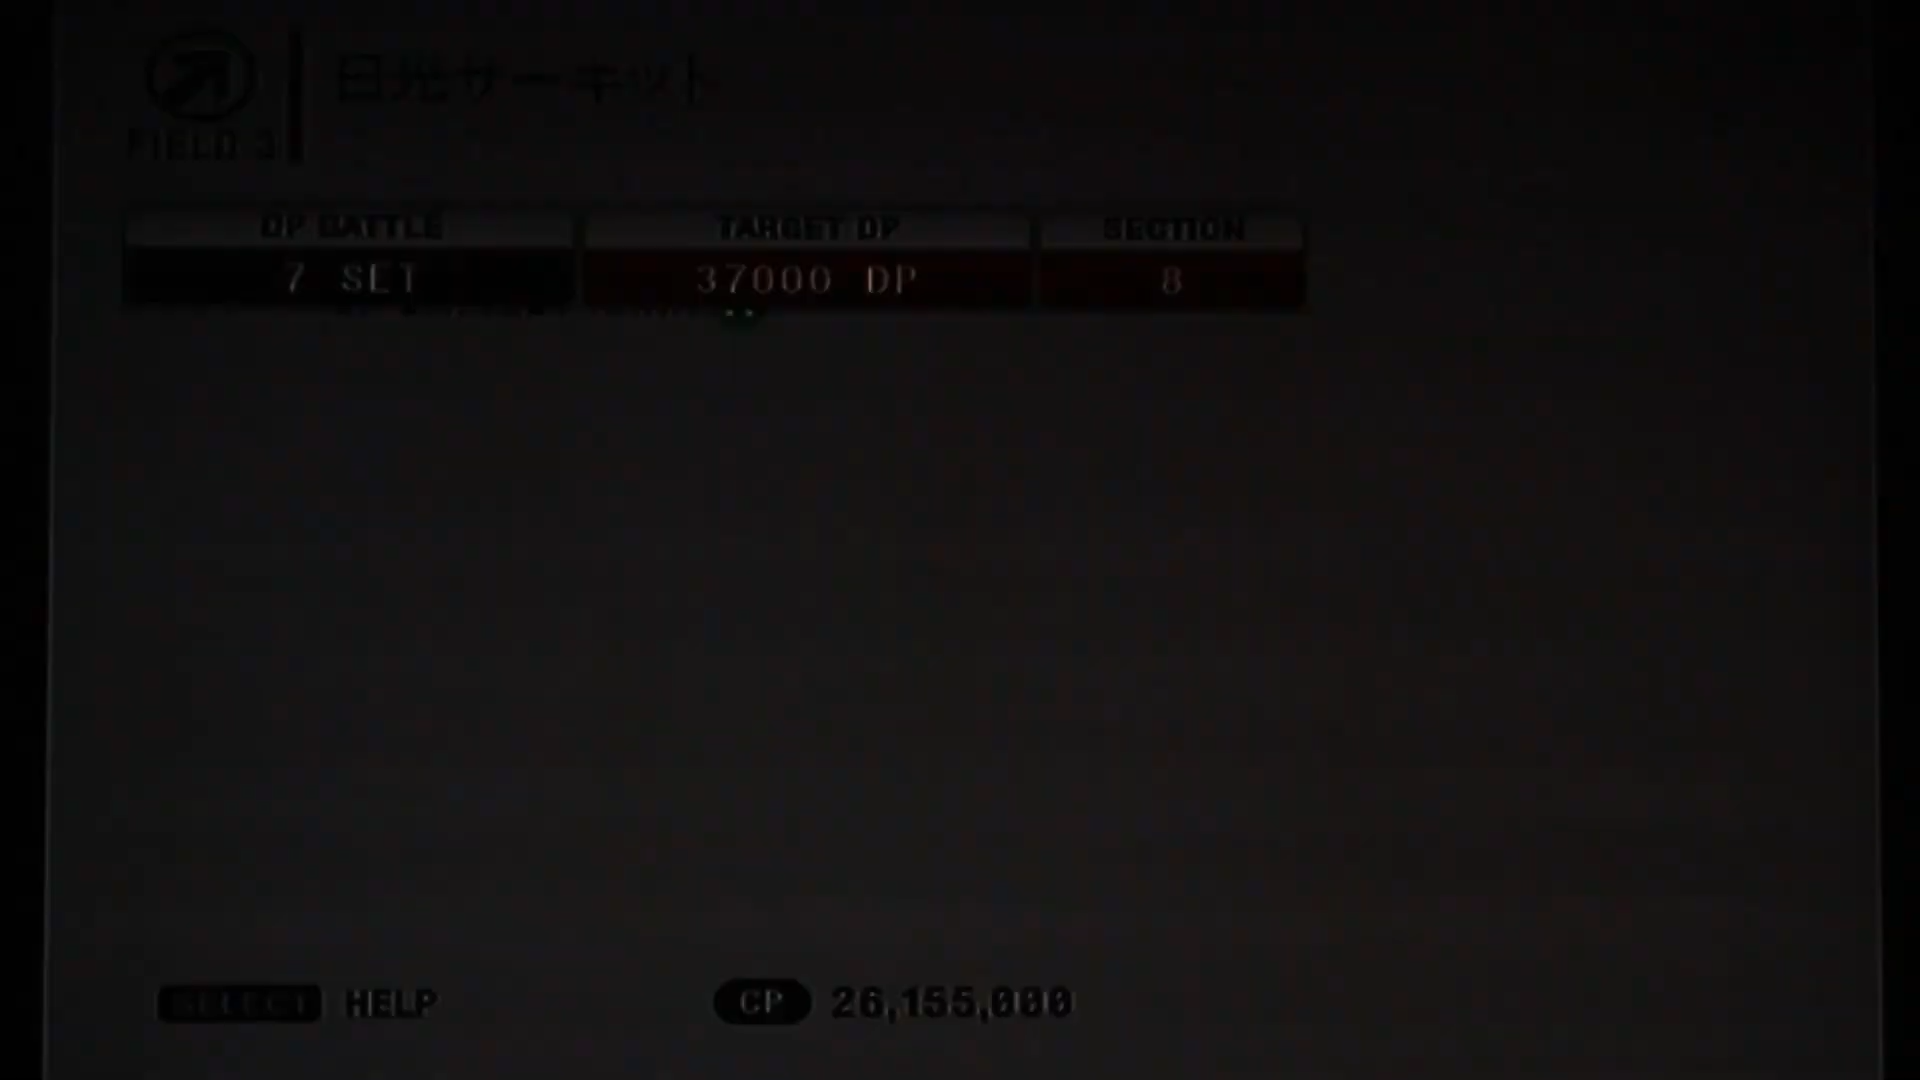 日光サーキット
FIELD 3
DP BATTLE TARGET DP SECTION
7 SET 37000 DP 8
SELECT HELP CP 26,155,000